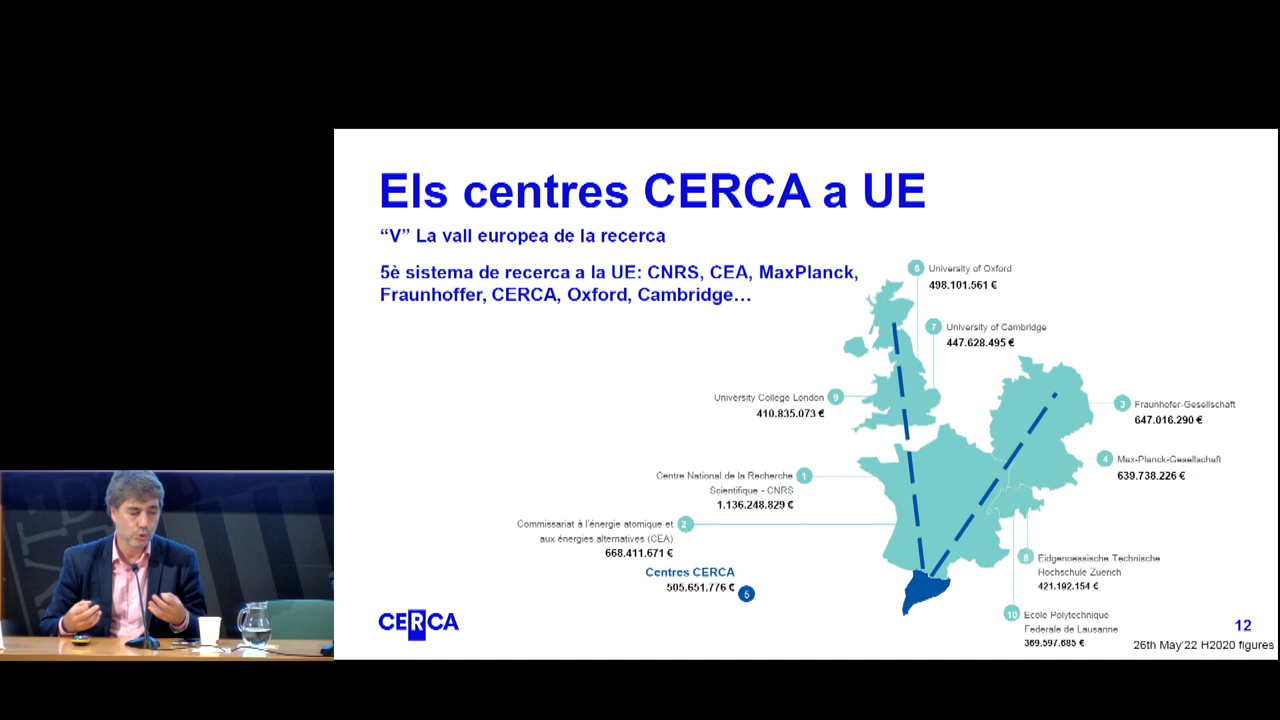 Els centres CERCA a UE
“V” La vall europea de la recerca
5è sistema de recerca a la UE: CNRS, CEA, MaxPlanck,
Fraunhoffer, CERCA, Oxford, Cambridge…
6 University of Oxford
498.101.561 €
7 University of Cambridge
447.628.495 €
University College London 9
410.835.073 €
3 Fraunhofer-Gesellschaft
647.016.290 €
4 Max-Planck-Gesellschaft
639.738.226 €
Centre National de la Recherche 1
Scientifique - CNRS
1.136.248.829 €
Commissariat à l'énergie atomique et 2
aux énergies alternatives (CEA)
668.411.671 €
Centres CERCA
505.651.776 € 5
8 Eidgenoessische Technische
Hochschule Zuerich
421.192.154 €
10 Ecole Polytechnique
Federale de Lausanne
369.597.685 €
CERCA
12
26th May'22 H2020 figures